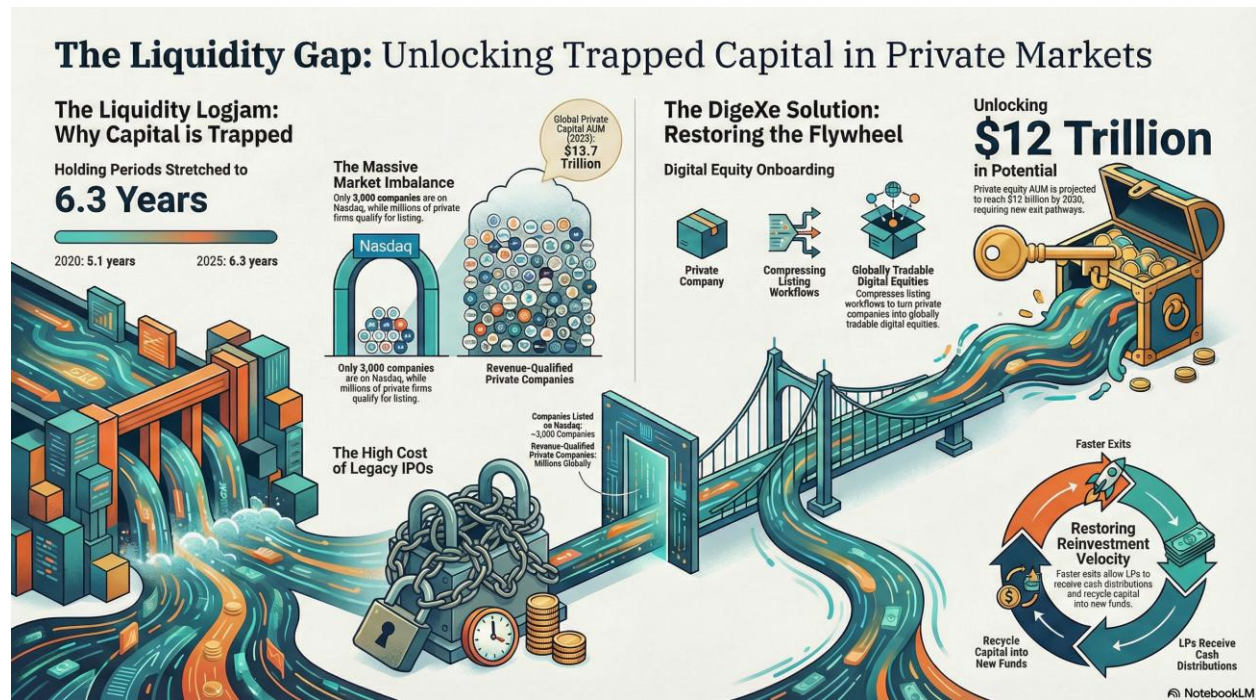 The Liquidity Gap: Unlocking Trapped Capital in Private Markets
The Liquidity Logjam:
Why Capital is Trapped
Holding Periods Stretched to
6.3 Years
2020: 5.1 years
2025: 6.3 years
The Massive
Market Imbalance
Only 3,000 companies are on
Nasdaq, while millions of private
firms qualify for listing.
Nasdaq
Only 3,000 companies
are on Nasdaq, while
millions of private firms
qualify for listing.
Global Private
Capital AUM
(2023):
$13.7
Trillion
Revenue-Qualified
Private Companies
The High Cost
of Legacy IPOs
Companies Listed
on Nasdaq:
~3,000 Companies
Revenue-Qualified
Private Companies:
Millions Globally
The DigeXe Solution:
Restoring the Flywheel
Digital Equity Onboarding
Private
Company
Compressing
Listing
Workflows
Globally Tradable
Digital Equities
Compresses listing
workflows to turn private
companies into globally
tradable digital equities.
Unlocking
$12 Trillion
in Potential
Private equity AUM is projected
to reach $12 billion by 2030,
requiring new exit pathways.
Faster Exits
Restoring
Reinvestment
Velocity
Faster exits allow LPs to
receive cash distributions
and recycle capital
into new funds.
Recycle
Capital into
New Funds
LPs Receive
Cash
Distributions
NotebookLM